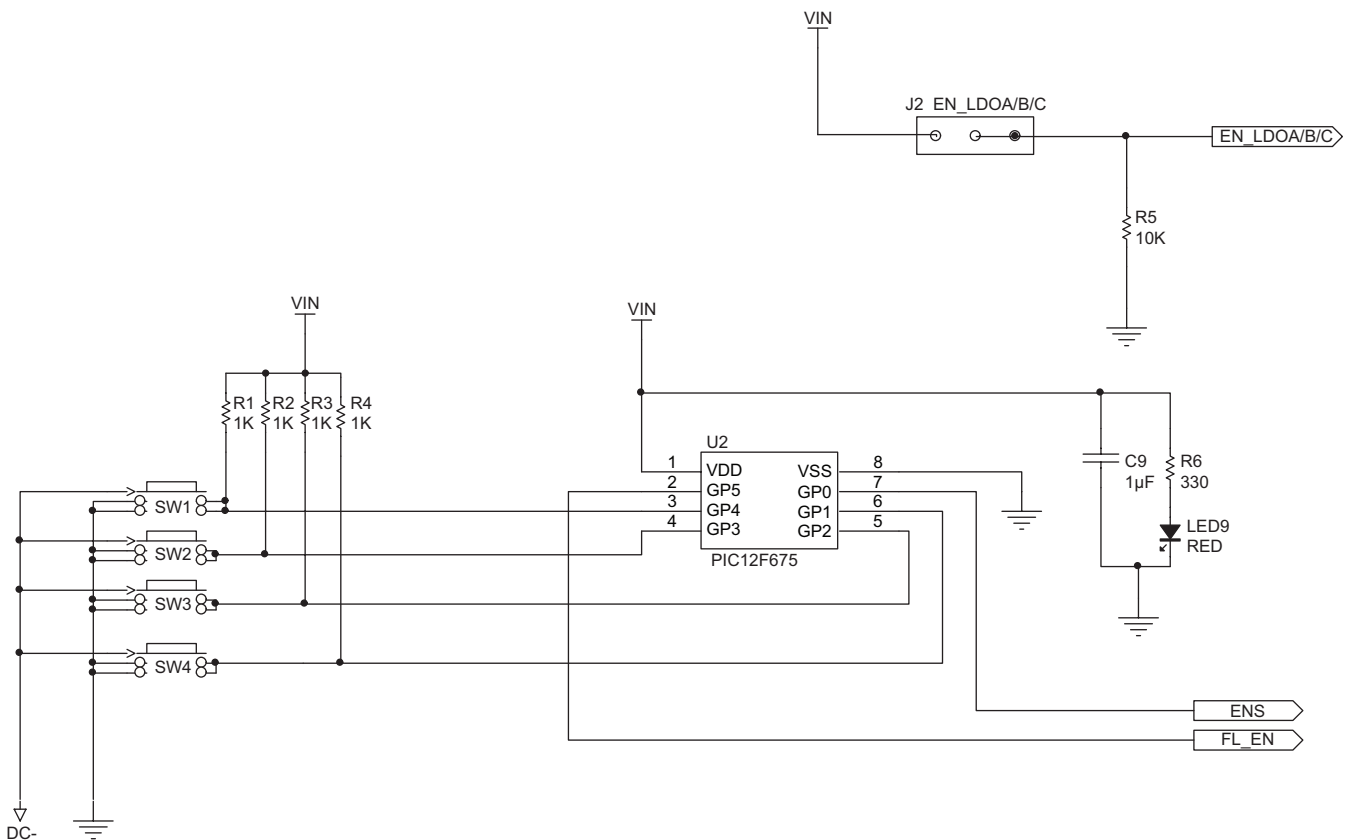 VIN
J2 EN_LDOA/B/C
EN_LDOA/B/C
R5
10K
VIN
VIN
R1
1K
R2
1K
R3
1K
R4
1K
U2
1 VDD VSS 8
2 GP5 GP0 7
3 GP4 GP1 6
4 GP3 GP2 5
PIC12F675
C9
1µF
R6
330
LED9
RED
SW1
SW2
SW3
SW4
ENS
FL_EN
DC-